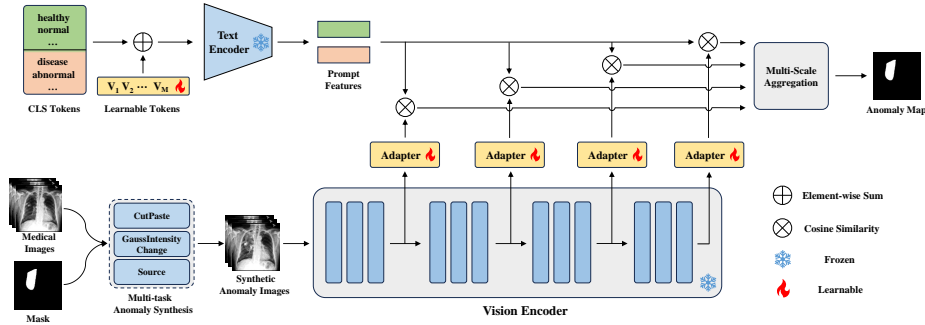 healthy
normal
...
disease
abnormal
...
CLS Tokens
V1 V2 ··· VM
Learnable Tokens
Text
Encoder
Prompt
Features
Multi-Scale
Aggregation
Anomaly Map
Adapter
Adapter
Adapter
Adapter
Medical
Images
Mask
CutPaste
GaussIntensity
Change
Source
Multi-task
Anomaly Synthesis
Synthetic
Anomaly Images
Vision Encoder
Element-wise Sum
Cosine Similarity
Frozen
Learnable